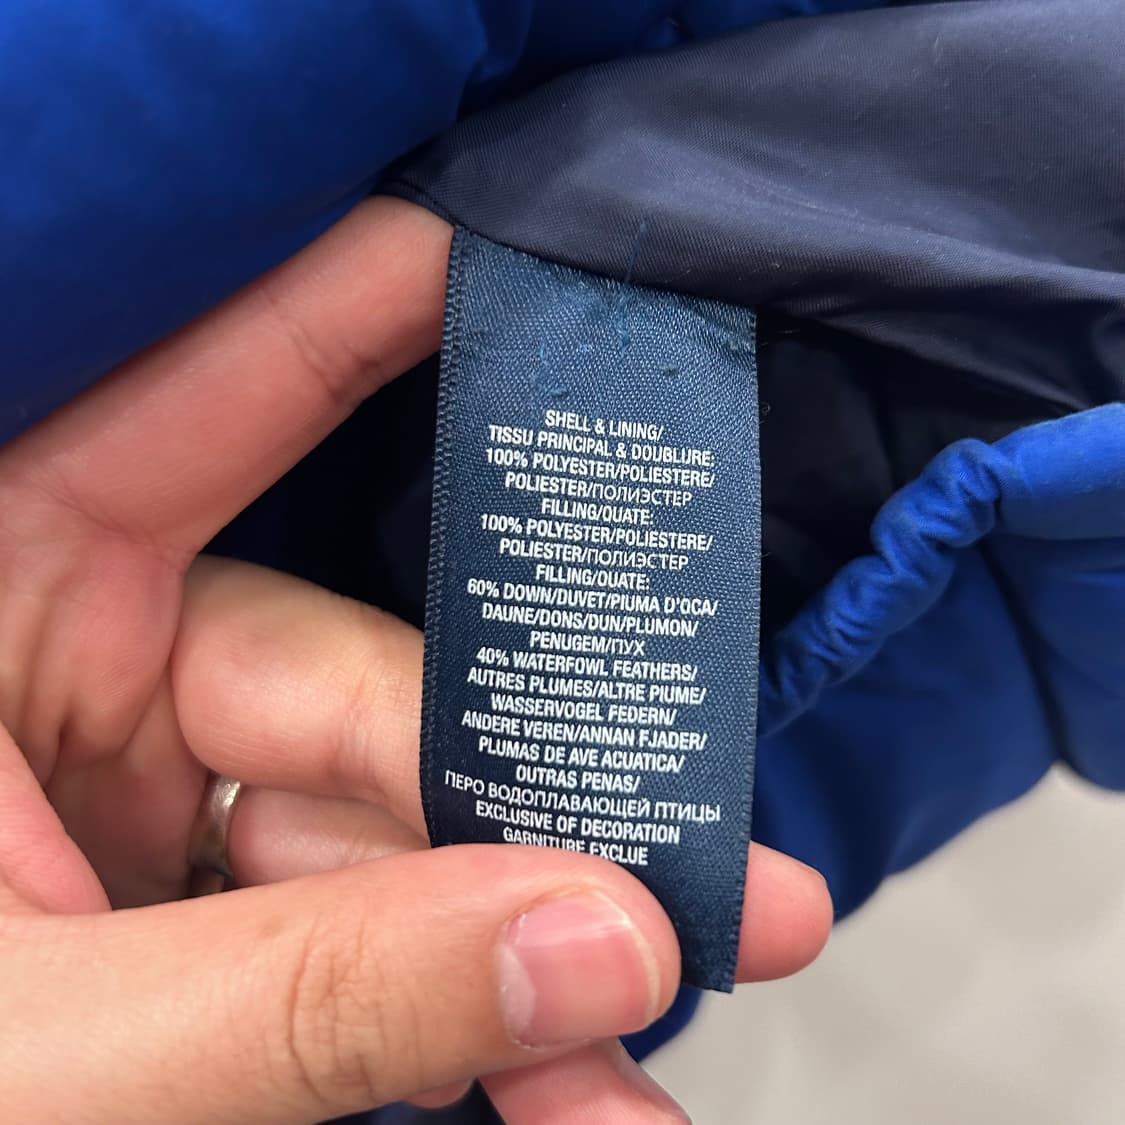 SHELL & LINING/
TISSU PRINCIPAL & DOUBLURE:
100% POLYESTER/POLIESTERE/
POLIESTER/ПОЛИЭСТЕР
FILLING/OUATE:
100% POLYESTER/POLIESTERE/
POLIESTER/ПОЛИЭСТЕР
FILLING/OUATE:
60% DOWN/DUVET/PIUMA D'OCA/
DAUNE/DONS/DUN/PLUMON/
PENUGEM/ПУХ
40% WATERFOWL FEATHERS/
AUTRES PLUMES/ALTRE PIUME/
WASSERVOGEL FEDERN/
ANDERE VEREN/ANNAN FJADER/
PLUMAS DE AVE ACUATICA/
OUTRAS PENAS/
ПЕРО ВОДОПЛАВАЮЩЕЙ ПТИЦЫ
EXCLUSIVE OF DECORATION
GARNITURE EXCLUE